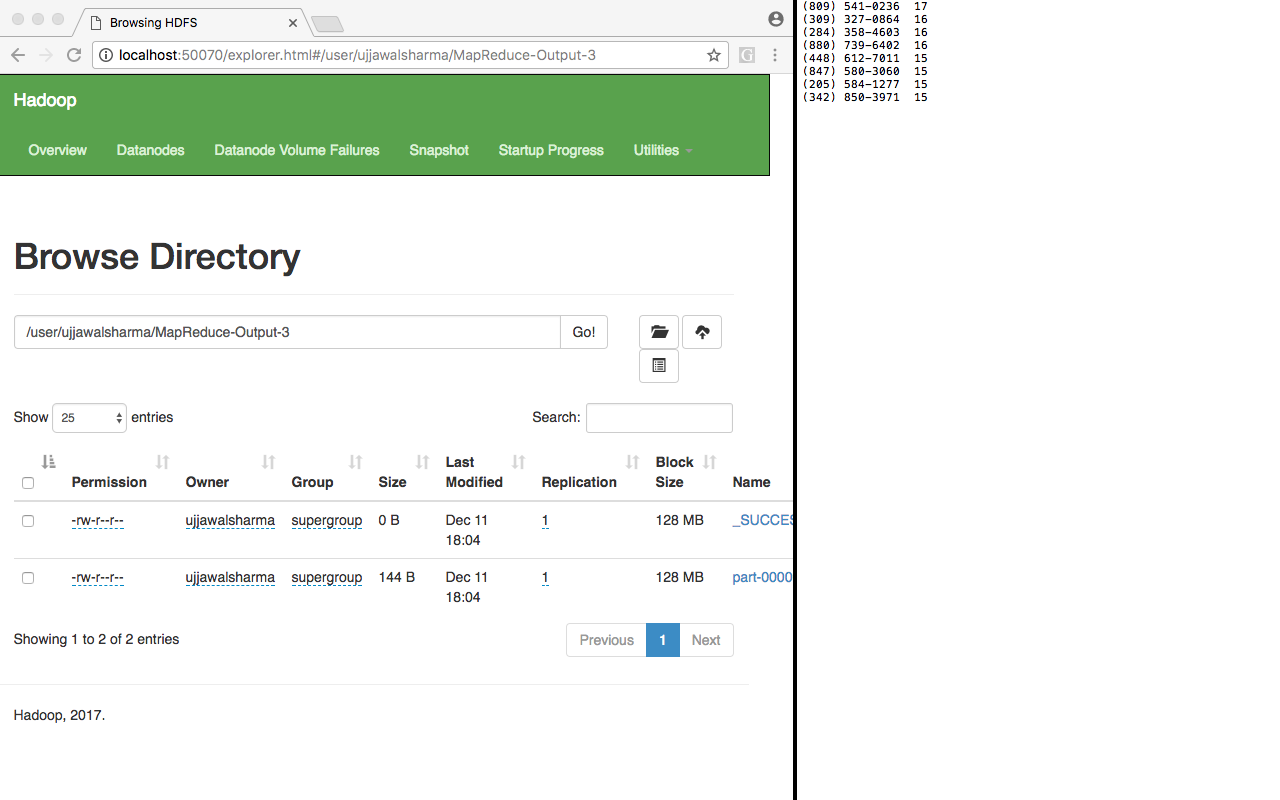 Browsing HDFS
localhost:50070/explorer.html#/user/ujjawalsharma/MapReduce-Output-3
Hadoop
Overview Datanodes Datanode Volume Failures Snapshot Startup Progress Utilities
Browse Directory
/user/ujjawalsharma/MapReduce-Output-3 Go!
Show 25 entries Search:
Permission Owner Group Size Last Modified Replication Block Size Name
-rw-r--r-- ujjawalsharma supergroup 0 B Dec 11 18:04 1 128 MB _SUCCES
-rw-r--r-- ujjawalsharma supergroup 144 B Dec 11 18:04 1 128 MB part-0000
Showing 1 to 2 of 2 entries Previous 1 Next
Hadoop, 2017.
(809) 541-0236 17
(309) 327-0864 16
(284) 358-4603 16
(880) 739-6402 16
(448) 612-7011 15
(847) 580-3060 15
(205) 584-1277 15
(342) 850-3971 15